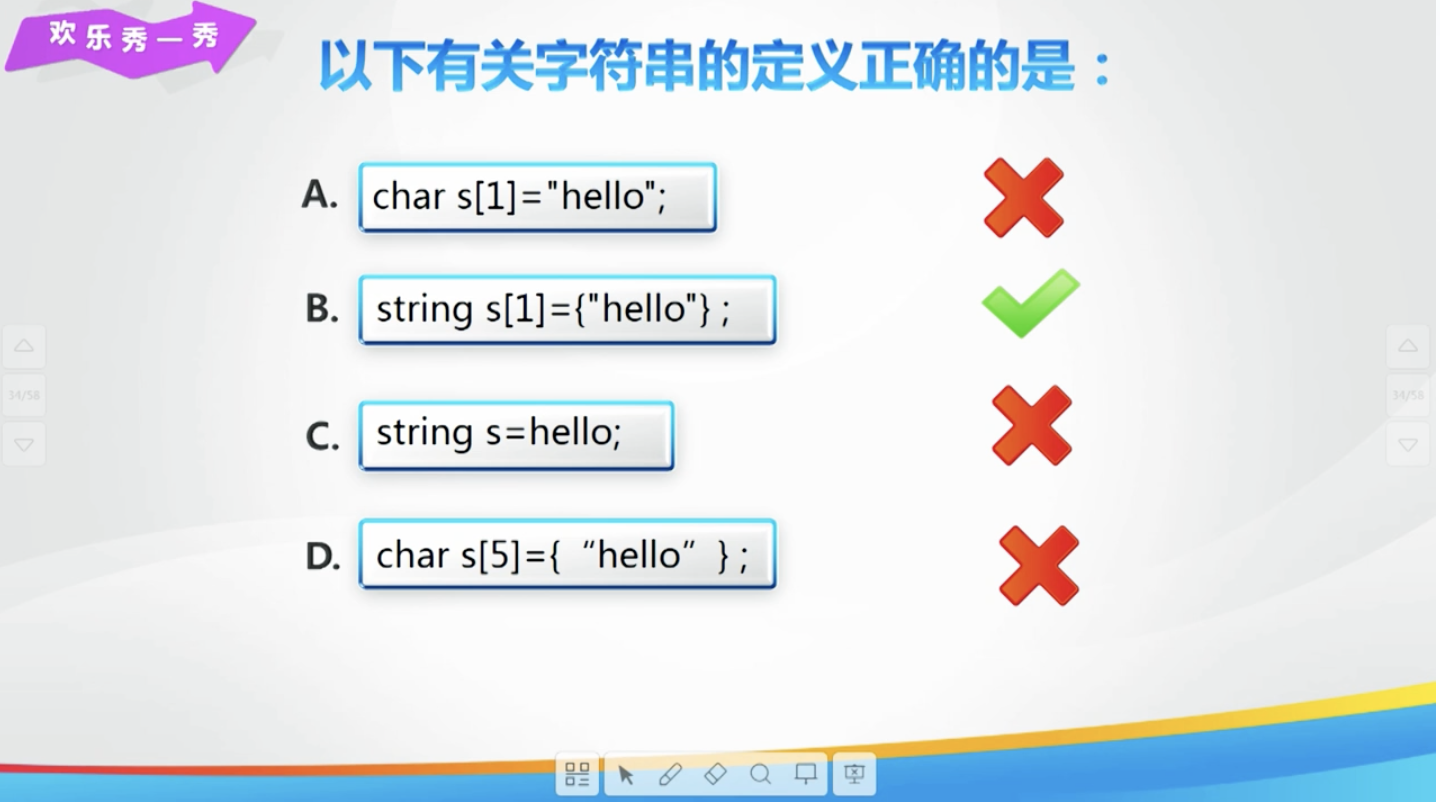 欢乐秀一秀
以下有关字符串的定义正确的是：
A. char s[1]="hello";
B. string s[1]={"hello"} ;
C. string s=hello;
D. char s[5]={“hello”} ;
34/58
34/58